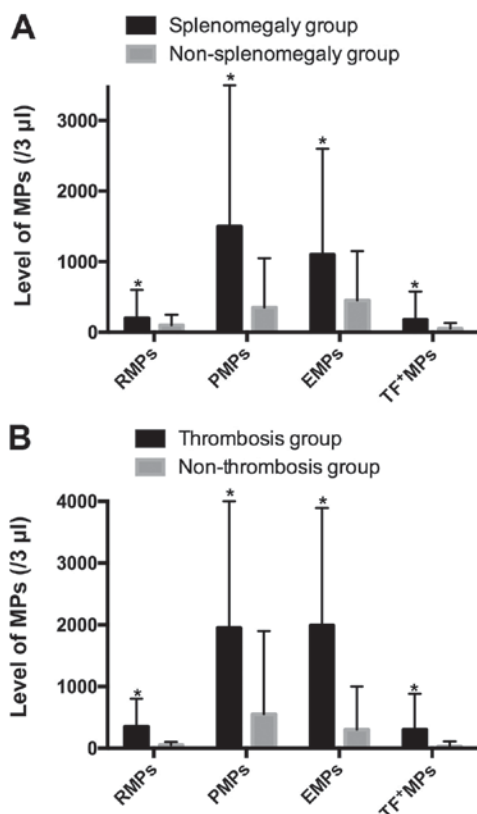 A
Splenomegaly group
Non-splenomegaly group
Level of MPs (/3 µl)
3000
2000
1000
0
*
*
*
*
RMPs
PMPs
EMPs
TF⁺MPs
B
Thrombosis group
Non-thrombosis group
Level of MPs (/3 µl)
4000
3000
2000
1000
0
*
*
*
*
RMPs
PMPs
EMPs
TF⁺MPs